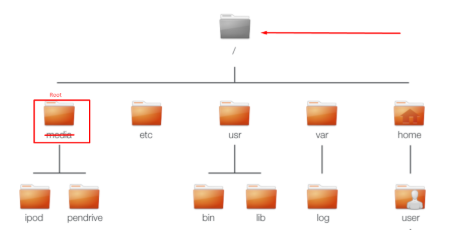 /
Root
media etc usr var home
ipod pendrive bin lib log user